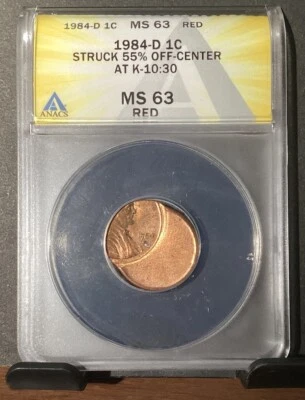 1984-D 1C MS 63 RED
1984-D 1C
STRUCK 55% OFF-CENTER
AT K-10:30
MS 63
RED
ANACS